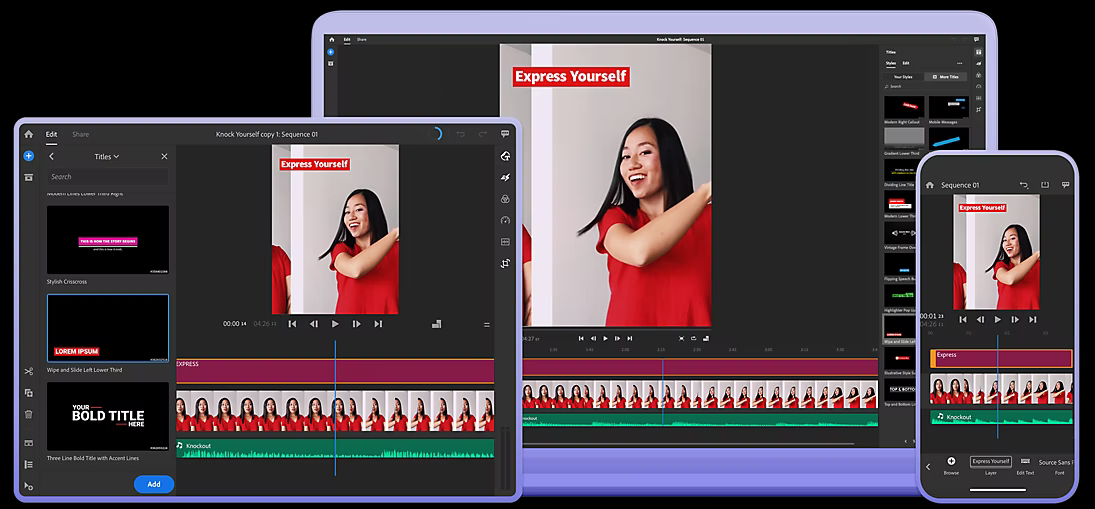 Edit
Share
Knock Yourself copy 1: Sequence 01
Titles
Search
Modern Lines Lower Third Right
THIS IS HOW THE STORY BEGINS
Stylish Crisscross
LOREM IPSUM
Wipe and Slide Left Lower Third
YOUR
BOLD TITLE
HERE
Three Line Bold Title with Accent Lines
Add
Express Yourself
00:00 14
04:26
EXPRESS
Knockout
Edit
Share
Knock Yourself: Sequence 01
Express Yourself
4:27
Titles
Styles
Edit
Your Styles
More Titles
Search
Modern Right Callout
Mobile Messages
Gradient Lower Third
Dividing Line Title
Modern Lower Third
Vintage Frame
Flipping Speech
Highlighter Pop
Wipe and Slide Left
Illustrative Style
TOP & BOTTOM
Top and Bottom
Knockout
Sequence 01
Express Yourself
00:01 23
04:26
Express
Knockout
Browse
Express Yourself
Layer
Edit Text
Source Sans
Font